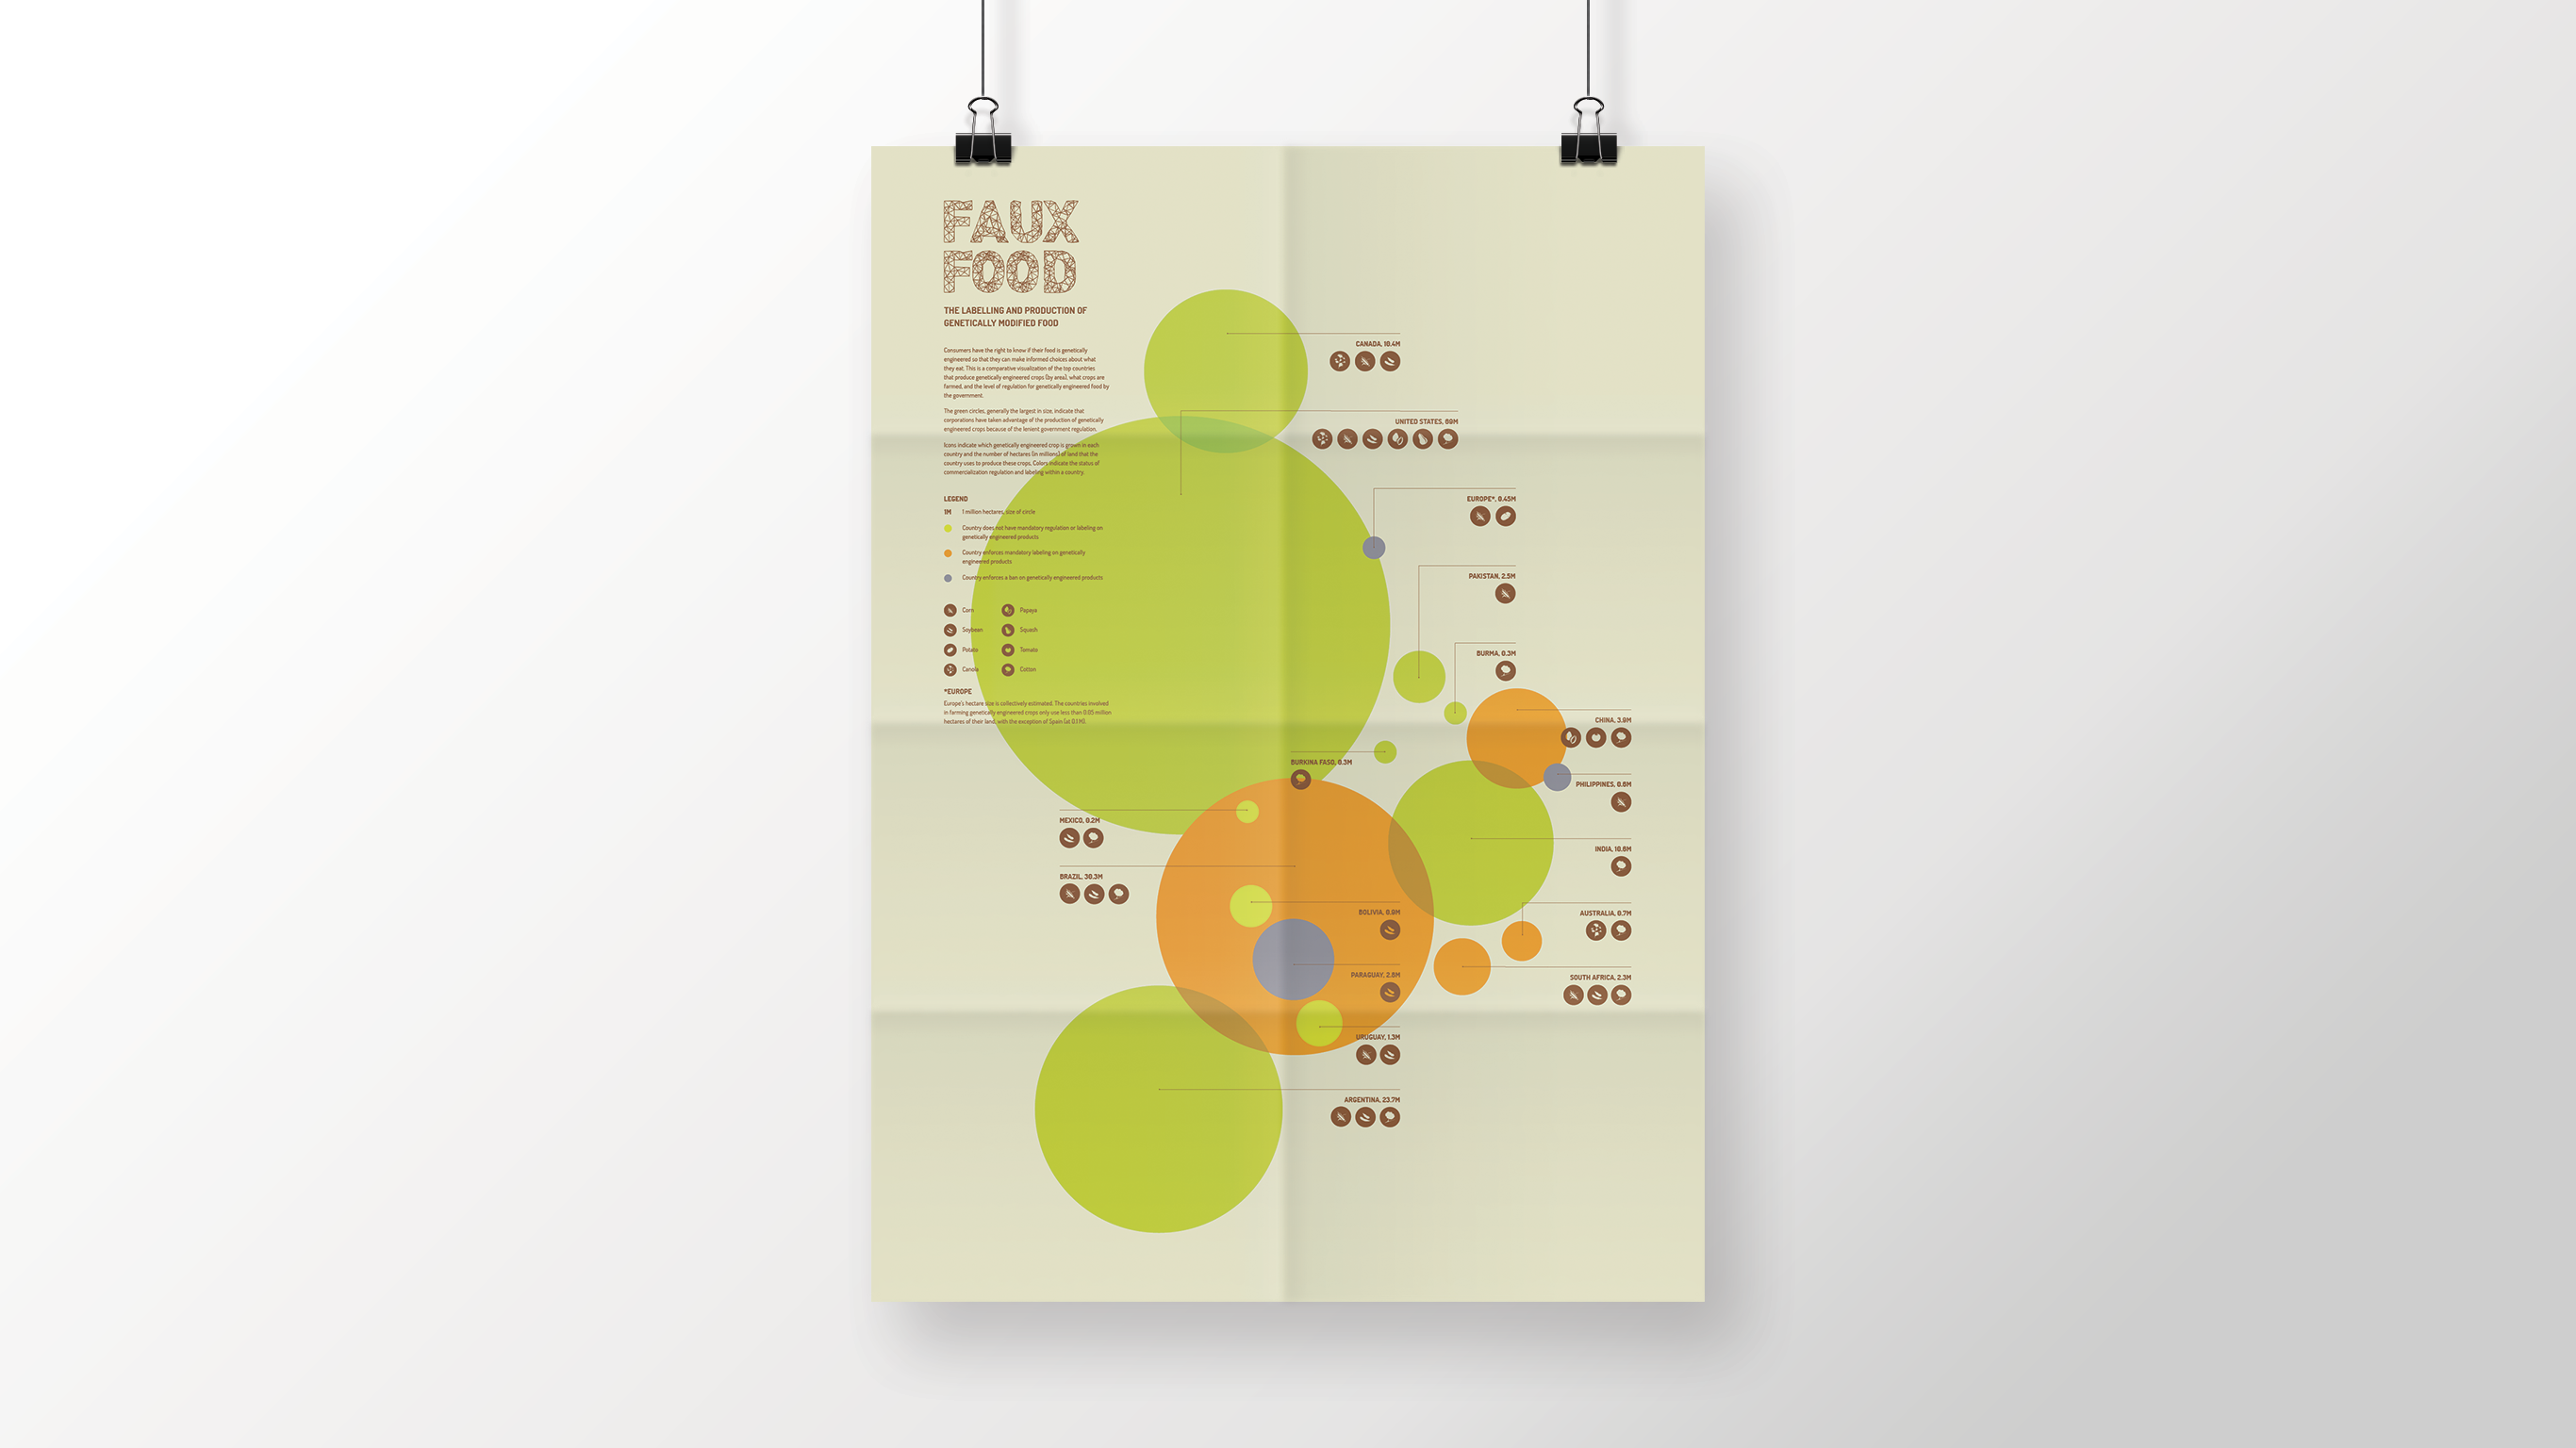 FAUX
FOOD
THE LABELLING AND PRODUCTION OF
GENETICALLY MODIFIED FOOD
Consumers have the right to know if their food is genetically
engineered so that they can make informed choices about what
they eat. This is a comparative visualization of the top countries
that produce genetically engineered crops (by area), what crops are
farmed, and the level of regulation for genetically engineered food by
the government.
The green circles, generally the largest in size, indicate that
corporations have taken advantage of the production of genetically
engineered crops because of the lenient government regulation.
Icons indicate which genetically engineered crop is grown in each
country and the number of hectares (in millions) of land that the
country uses to produce these crops. Colors indicate the status of
commercialization regulation and labeling within a country.
LEGEND
1M 1 million hectares, size of circle
Country does not have mandatory regulation or labeling on
genetically engineered products
Country enforces mandatory labeling on genetically
engineered products
Country enforces a ban on genetically engineered products
Corn Papaya
Soybean Squash
Potato Tomato
Canola Cotton
*EUROPE
Europe's hectare size is collectively estimated. The countries involved
in farming genetically engineered crops only use less than 0.05 million
hectares of their land, with the exception of Spain (at 0.1 M).
CANADA, 10.4M
UNITED STATES, 69M
EUROPE*, 0.45M
PAKISTAN, 2.5M
BURMA, 0.3M
CHINA, 3.9M
BURKINA FASO, 0.3M
PHILIPPINES, 0.6M
MEXICO, 0.2M
INDIA, 10.6M
BRAZIL, 30.3M
BOLIVIA, 0.9M
AUSTRALIA, 0.7M
PARAGUAY, 2.8M
SOUTH AFRICA, 2.3M
URUGUAY, 1.3M
ARGENTINA, 23.7M